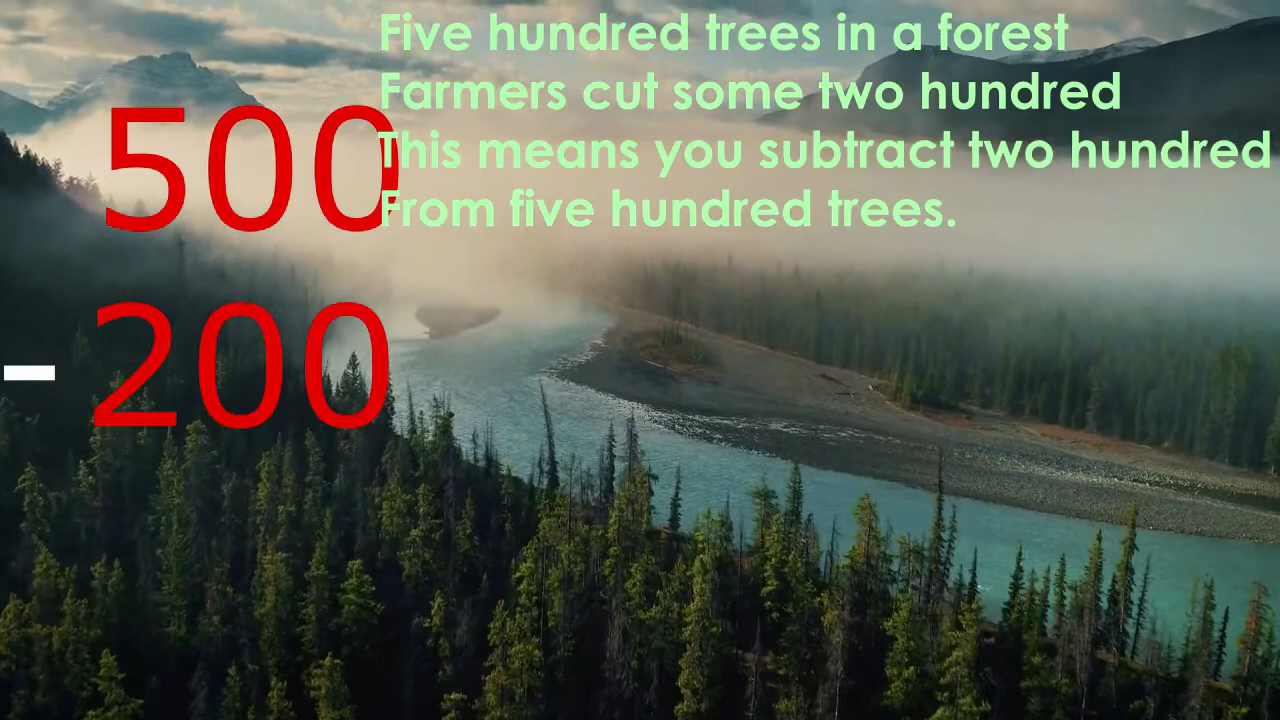 Five hundred trees in a forest
Farmers cut some two hundred
This means you subtract two hundred
From five hundred trees.
500
- 200